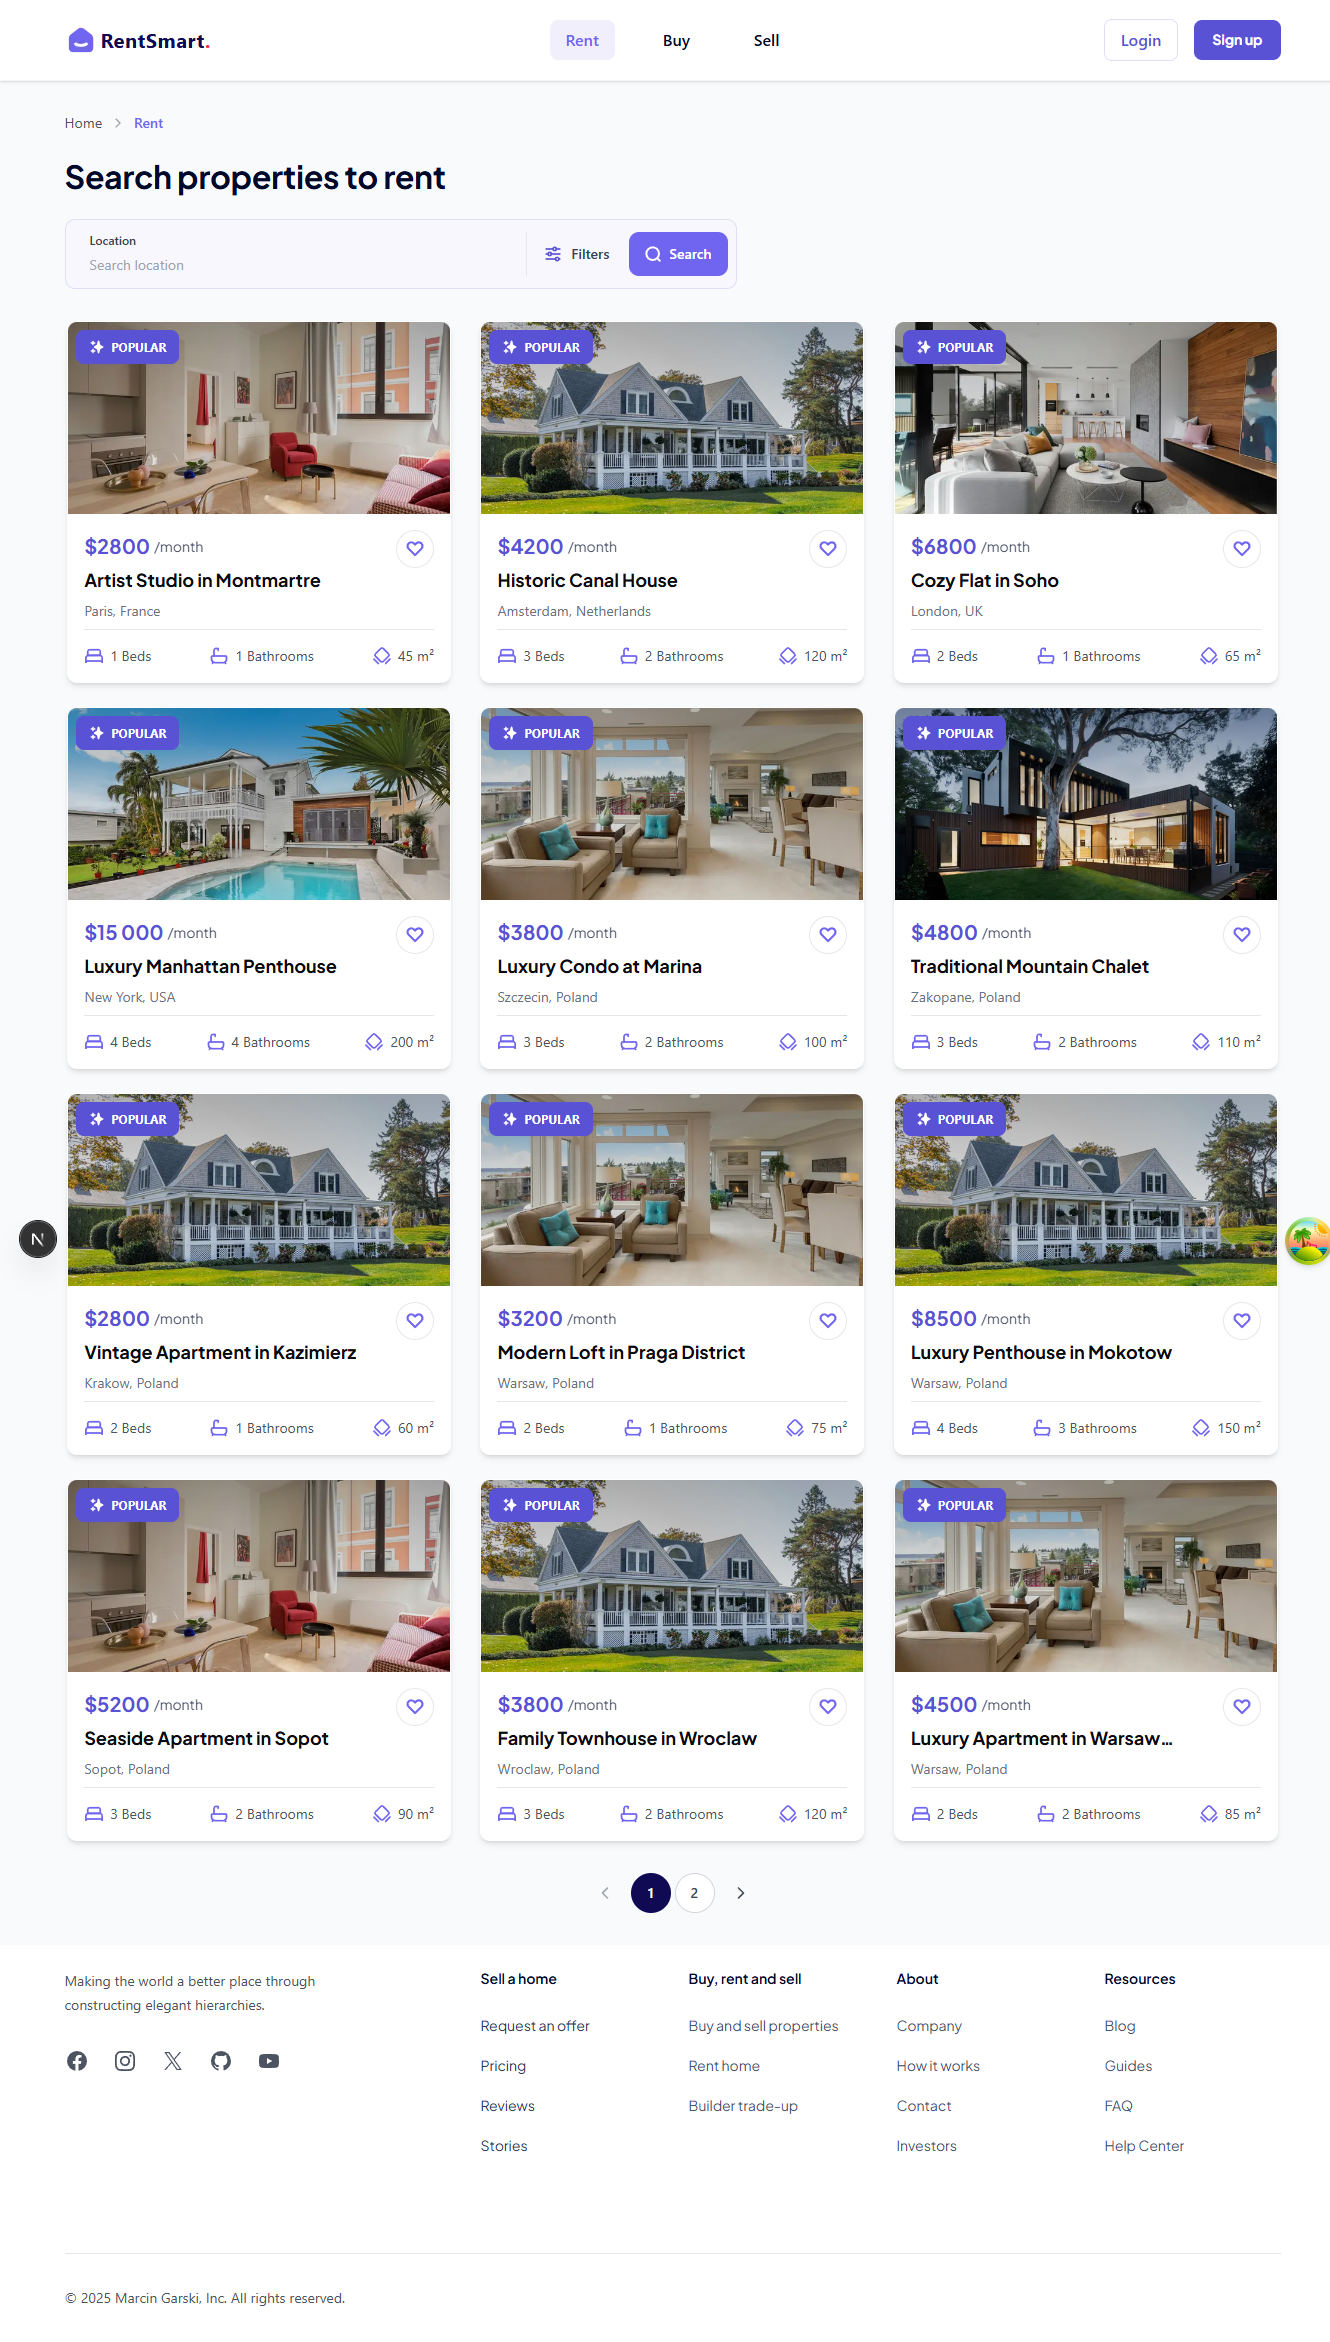 RentSmart.
Rent
Buy
Sell
Login
Sign up
Home
Rent
Search properties to rent
Location
Search location
Filters
Search
POPULAR
$2800 /month
Artist Studio in Montmartre
Paris, France
1 Beds
1 Bathrooms
45 m²
POPULAR
$4200 /month
Historic Canal House
Amsterdam, Netherlands
3 Beds
2 Bathrooms
120 m²
POPULAR
$6800 /month
Cozy Flat in Soho
London, UK
2 Beds
1 Bathrooms
65 m²
POPULAR
$15 000 /month
Luxury Manhattan Penthouse
New York, USA
4 Beds
4 Bathrooms
200 m²
POPULAR
$3800 /month
Luxury Condo at Marina
Szczecin, Poland
3 Beds
2 Bathrooms
100 m²
POPULAR
$4800 /month
Traditional Mountain Chalet
Zakopane, Poland
3 Beds
2 Bathrooms
110 m²
POPULAR
$2800 /month
Vintage Apartment in Kazimierz
Krakow, Poland
2 Beds
1 Bathrooms
60 m²
POPULAR
$3200 /month
Modern Loft in Praga District
Warsaw, Poland
2 Beds
1 Bathrooms
75 m²
POPULAR
$8500 /month
Luxury Penthouse in Mokotow
Warsaw, Poland
4 Beds
3 Bathrooms
150 m²
N
POPULAR
$5200 /month
Seaside Apartment in Sopot
Sopot, Poland
3 Beds
2 Bathrooms
90 m²
POPULAR
$3800 /month
Family Townhouse in Wroclaw
Wroclaw, Poland
3 Beds
2 Bathrooms
120 m²
POPULAR
$4500 /month
Luxury Apartment in Warsaw...
Warsaw, Poland
2 Beds
2 Bathrooms
85 m²
1
2
Making the world a better place through
constructing elegant hierarchies.
Sell a home
Request an offer
Pricing
Reviews
Stories
Buy, rent and sell
Buy and sell properties
Rent home
Builder trade-up
About
Company
How it works
Contact
Investors
Resources
Blog
Guides
FAQ
Help Center
© 2025 Marcin Garski, Inc. All rights reserved.